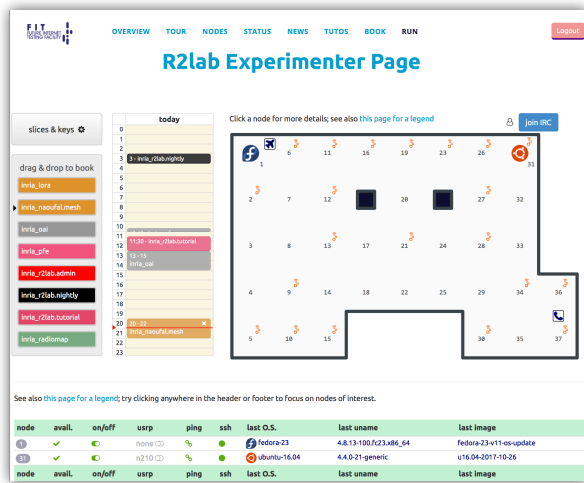 FIT
FUTURE INTERNET
TESTING FACILITY
OVERVIEW TOUR NODES STATUS NEWS TUTOS BOOK RUN
Logout
R2lab Experimenter Page
slices & keys
drag & drop to book
inria_lora
inria_naoufal.mesh
inria_oai
inria_pfe
inria_r2lab.admin
inria_r2lab.nightly
inria_r2lab.tutorial
inria_radiomap
today
0
1
2
3
3 - inria_r2lab.nightly
4
5
6
7
8
9
10
11
11:30 - inria_r2lab.tutorial
12
13
13 - 15
14
inria_oai
15
16
17
18
19
20
20 - 22 ×
21
inria_naoufal.mesh
22
23
Click a node for more details; see also this page for a legend
join IRC
1 6 11 16 19 23 26 31
2 7 12 20 27 32
3 8 13 17 21 24 28 33
4 9 14 18 22 25 29 34 36
5 10 15 30 35 37
See also this page for a legend; try clicking anywhere in the header or footer to focus on nodes of interest.
node avail. on/off usrp ping ssh last O.S. last uname last image
1 none fedora-23 4.8.13-100.fc23.x86_64 fedora-23-v11-os-update
31 n210 ubuntu-16.04 4.4.0-21-generic u16.04-2017-10-26
node avail. on/off usrp ping ssh last O.S. last uname last image